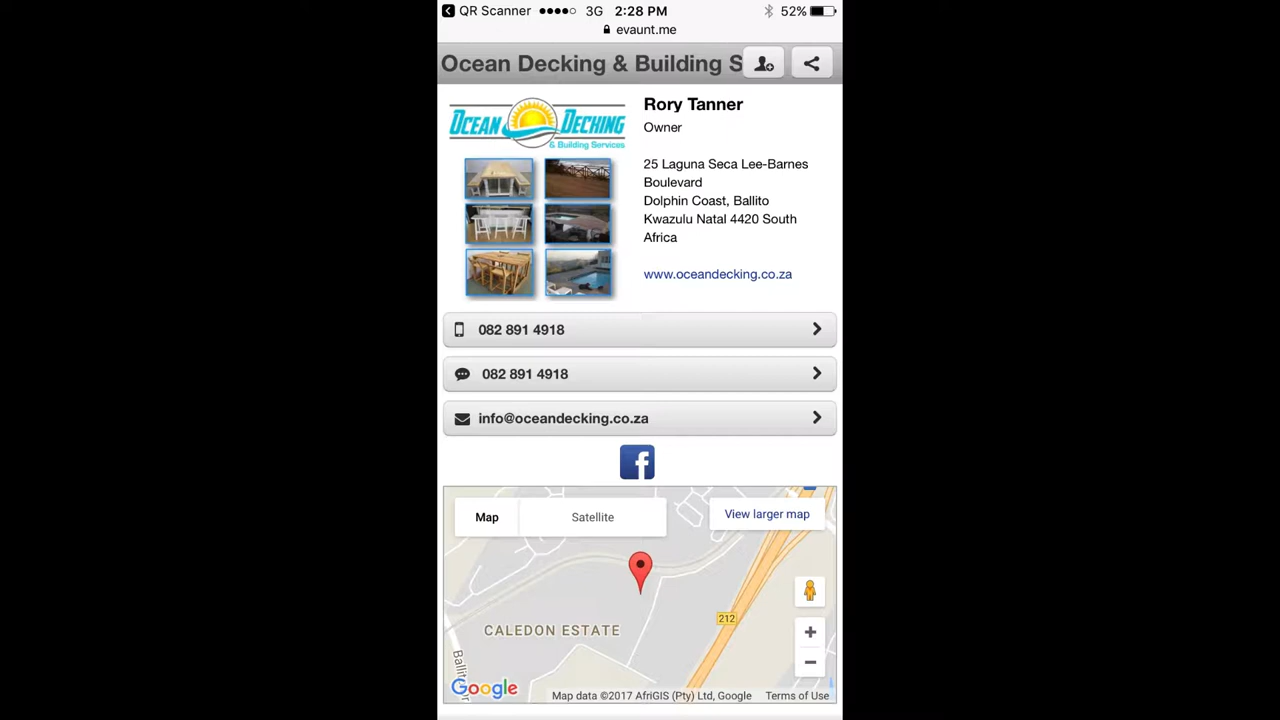 QR Scanner 3G 2:28 PM 52%
evaunt.me
Ocean Decking & Building S
OCEAN DECKING
& Building Services
Rory Tanner
Owner
25 Laguna Seca Lee-Barnes
Boulevard
Dolphin Coast, Ballito
Kwazulu Natal 4420 South
Africa
www.oceandecking.co.za
082 891 4918
082 891 4918
info@oceandecking.co.za
f
Map Satellite View larger map
212
CALEDON ESTATE
Google Map data ©2017 AfriGIS (Pty) Ltd, Google Terms of Use